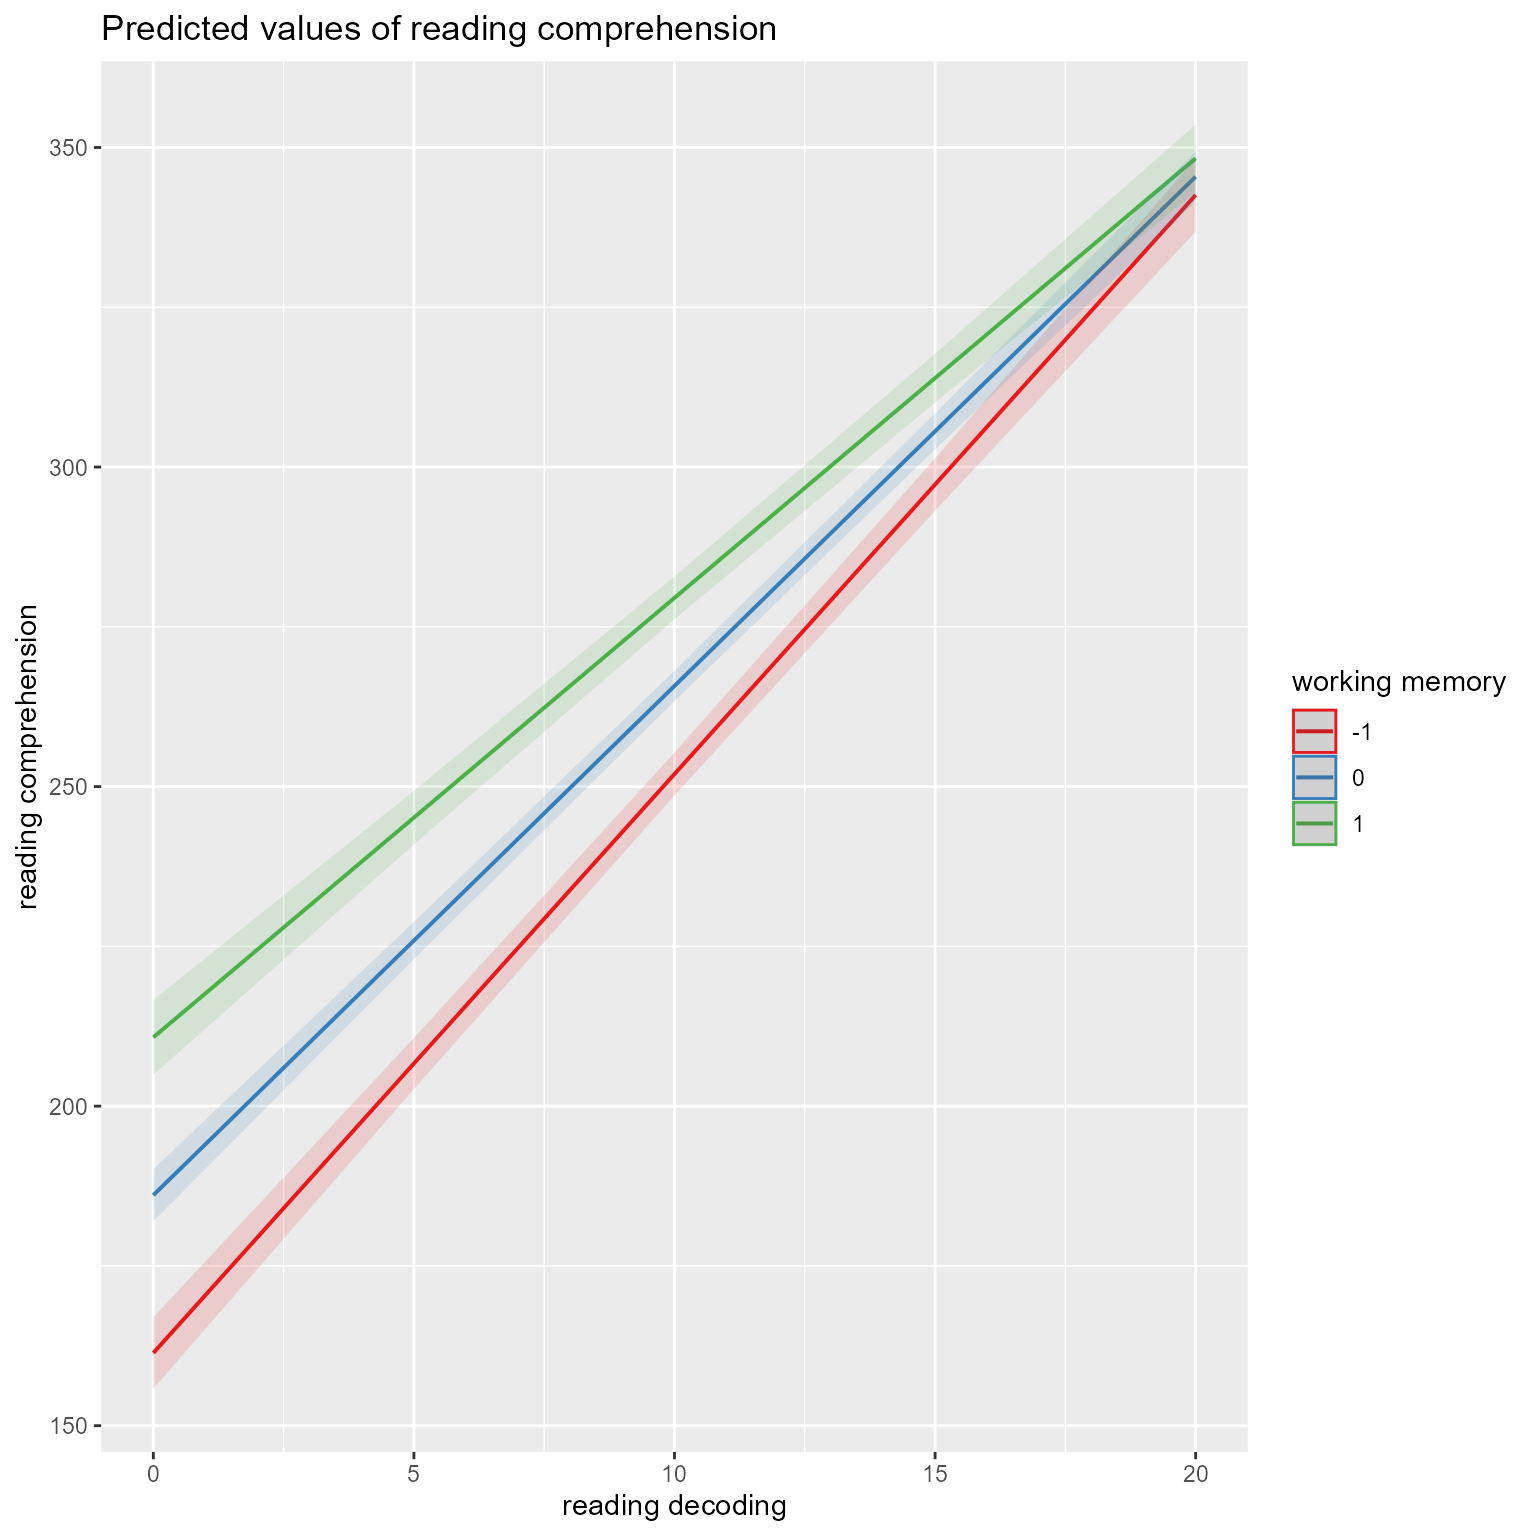 Predicted values of reading comprehension
350
300
250
200
150
reading comprehension
0 5 10 15 20
reading decoding
working memory
-1
0
1